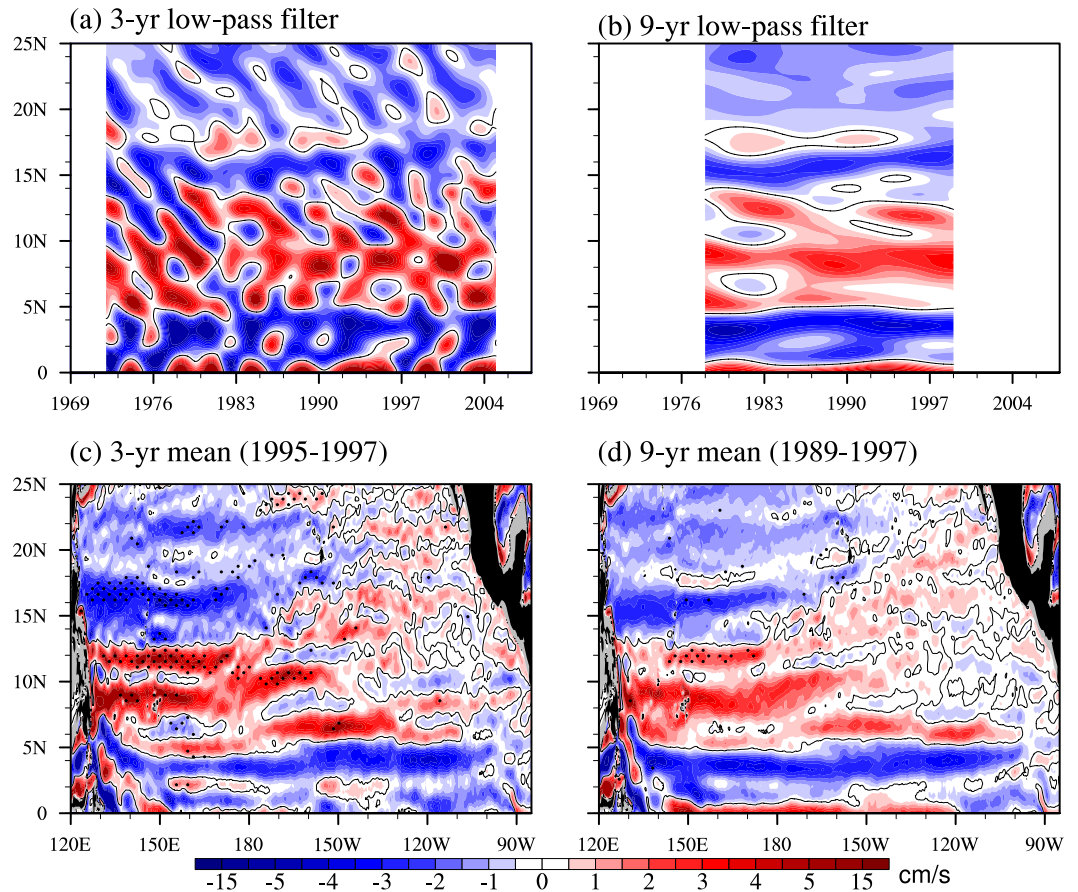 (a) 3-yr low-pass filter
(b) 9-yr low-pass filter
25N
20N
15N
10N
5N
0
1969 1976 1983 1990 1997 2004
25N
20N
15N
10N
5N
0
1969 1976 1983 1990 1997 2004
(c) 3-yr mean (1995-1997)
(d) 9-yr mean (1989-1997)
25N
20N
15N
10N
5N
0
120E 150E 180 150W 120W 90W
25N
20N
15N
10N
5N
0
120E 150E 180 150W 120W 90W
-15 -5 -4 -3 -2 -1 0 1 2 3 4 5 15 cm/s